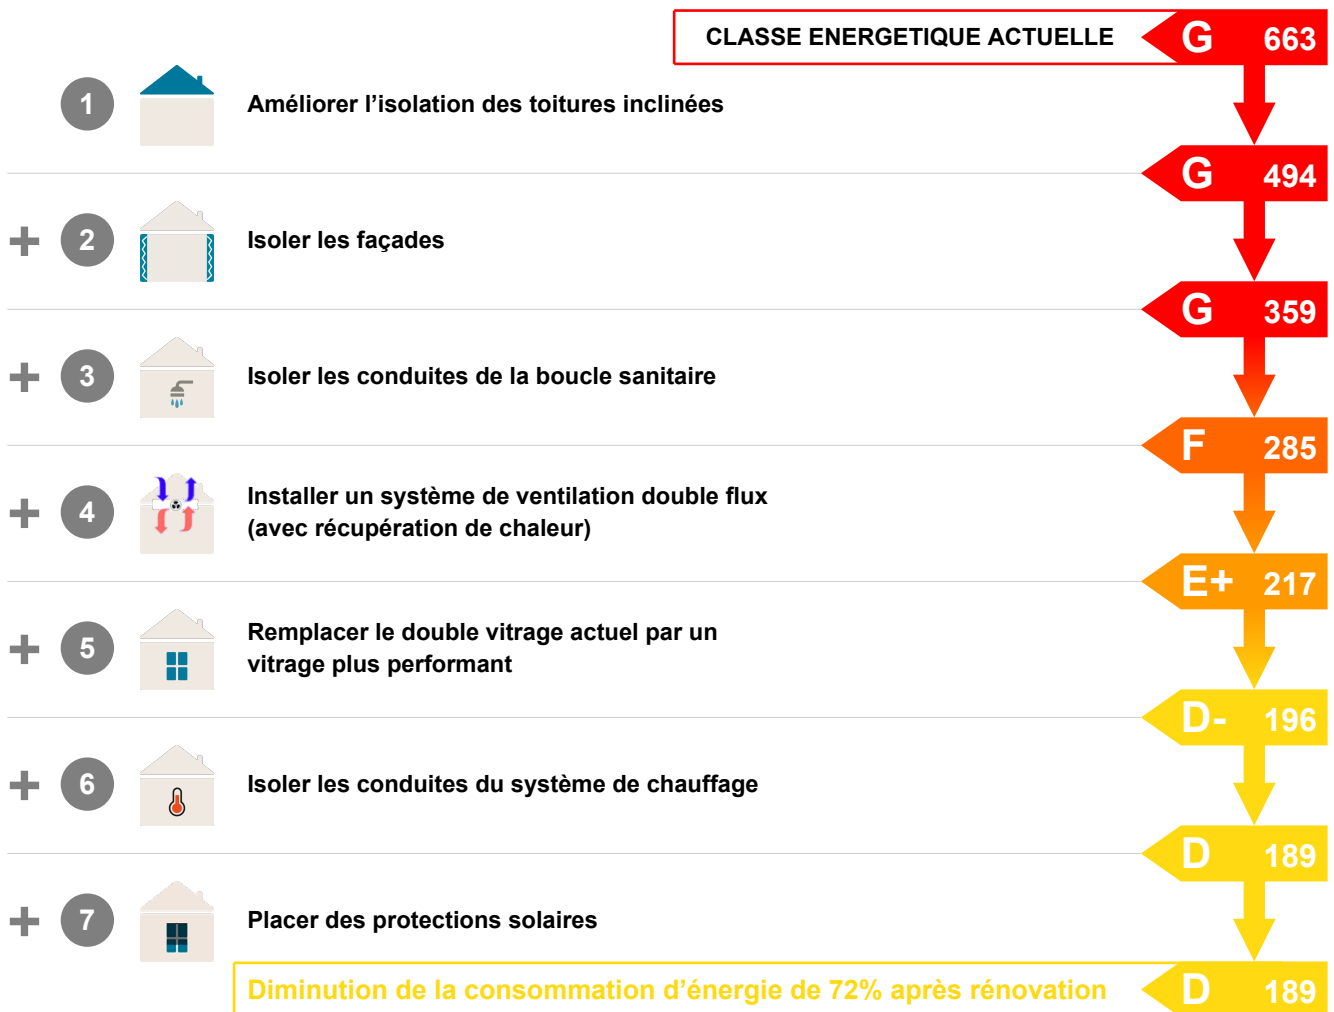 CLASSE ENERGETIQUE ACTUELLE G 663
1 Améliorer l’isolation des toitures inclinées
G 494
+ 2 Isoler les façades
G 359
+ 3 Isoler les conduites de la boucle sanitaire
F 285
+ 4 Installer un système de ventilation double flux
(avec récupération de chaleur)
E+ 217
+ 5 Remplacer le double vitrage actuel par un
vitrage plus performant
D- 196
+ 6 Isoler les conduites du système de chauffage
D 189
+ 7 Placer des protections solaires
Diminution de la consommation d’énergie de 72% après rénovation D 189